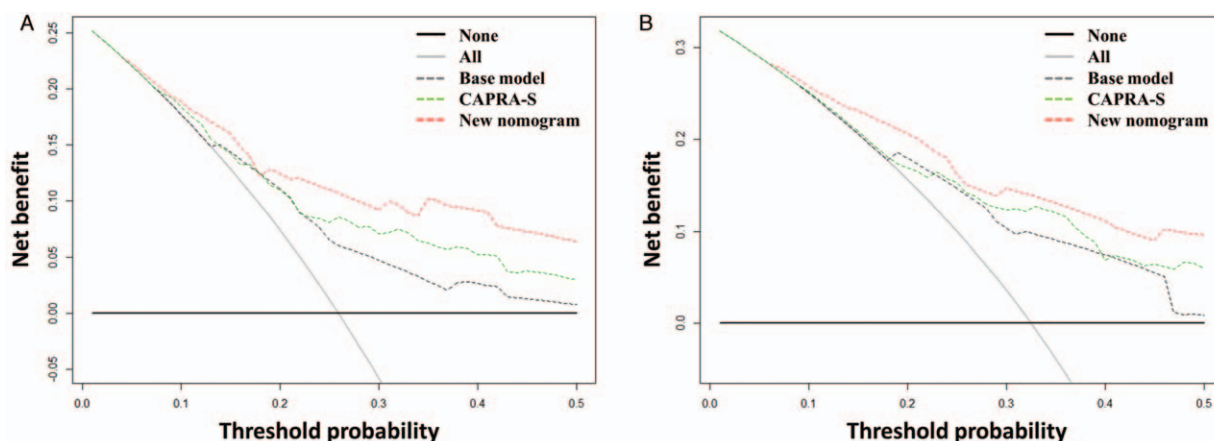 A
None
All
Base model
CAPRA-S
New nomogram
0.25
0.20
0.15
0.10
0.05
0.00
-0.05
Net benefit
0.0 0.1 0.2 0.3 0.4 0.5
Threshold probability
B
None
All
Base model
CAPRA-S
New nomogram
0.3
0.2
0.1
0.0
Net benefit
0.0 0.1 0.2 0.3 0.4 0.5
Threshold probability